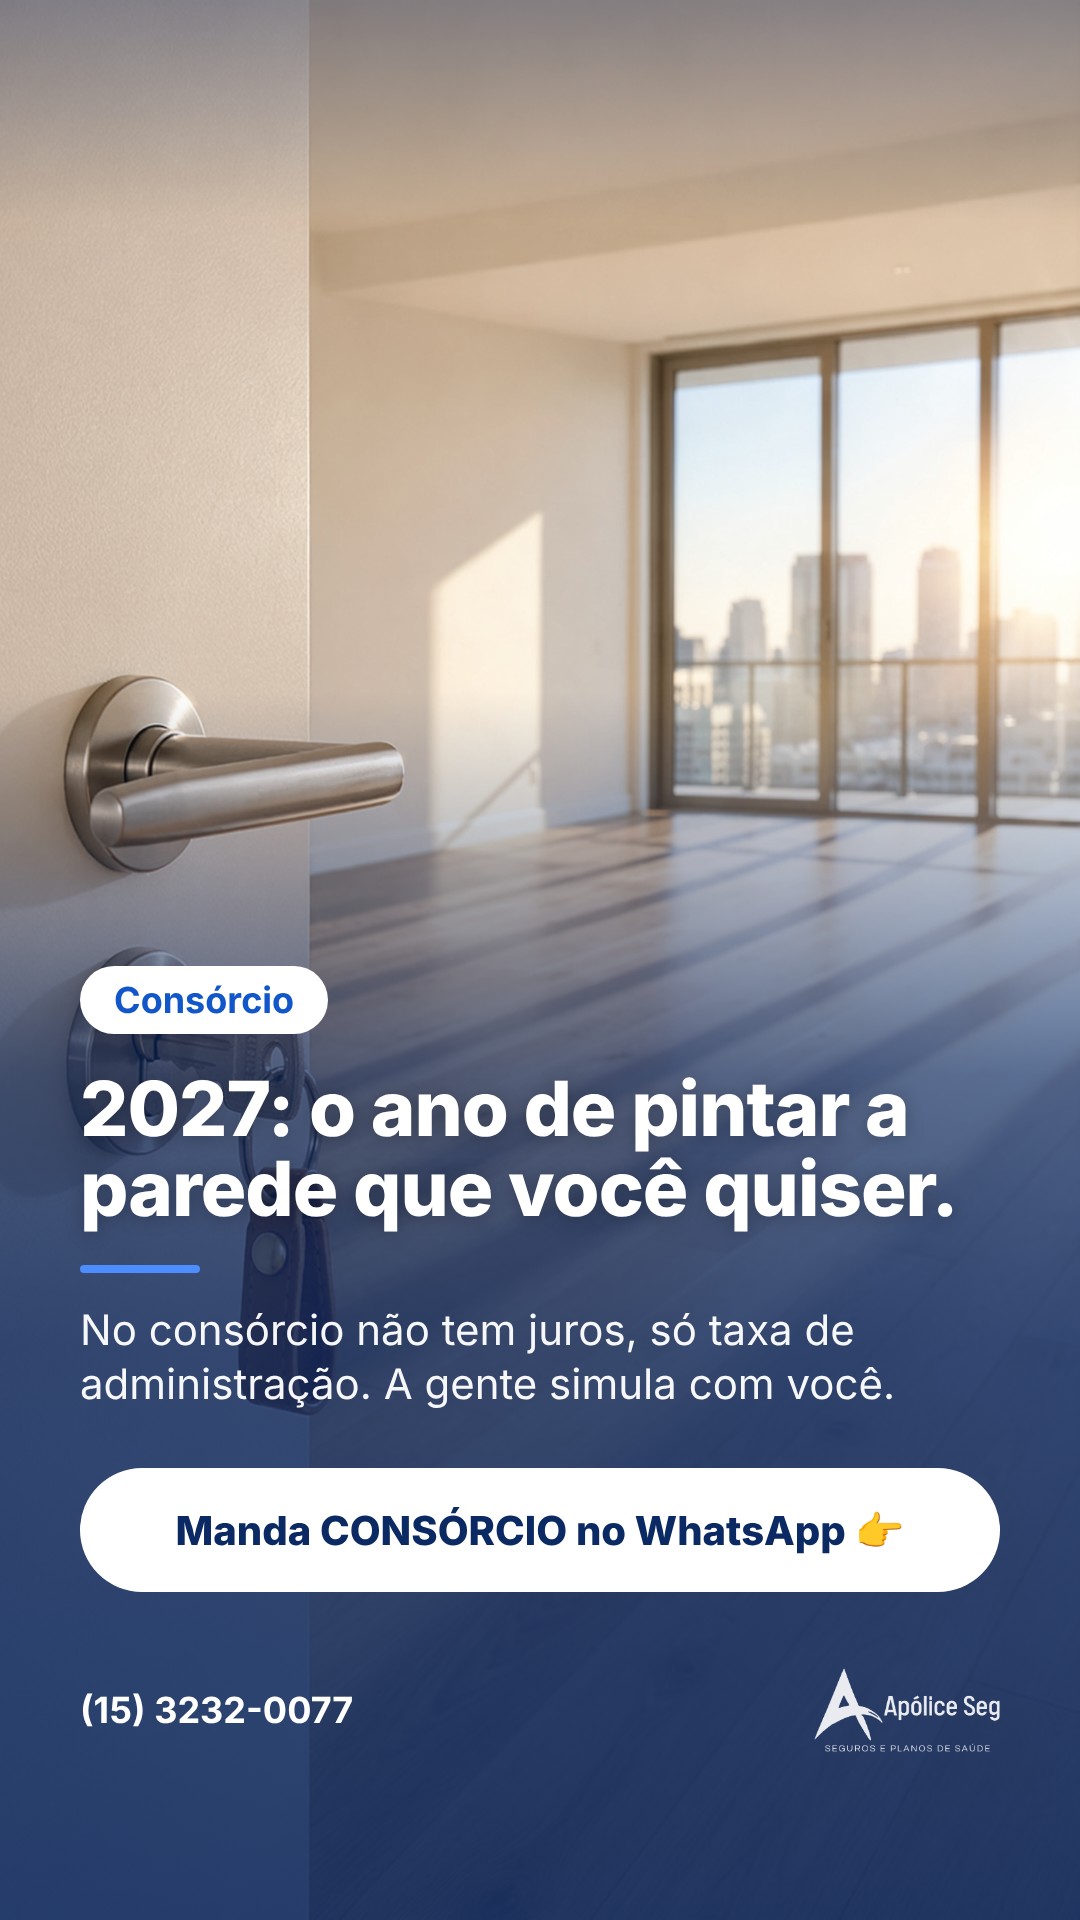 Consórcio
2027: o ano de pintar a
parede que você quiser.
No consórcio não tem juros, só taxa de
administração. A gente simula com você.
Manda CONSÓRCIO no WhatsApp 👉
(15) 3232-0077
Apólice Seg
SEGUROS E PLANOS DE SAÚDE